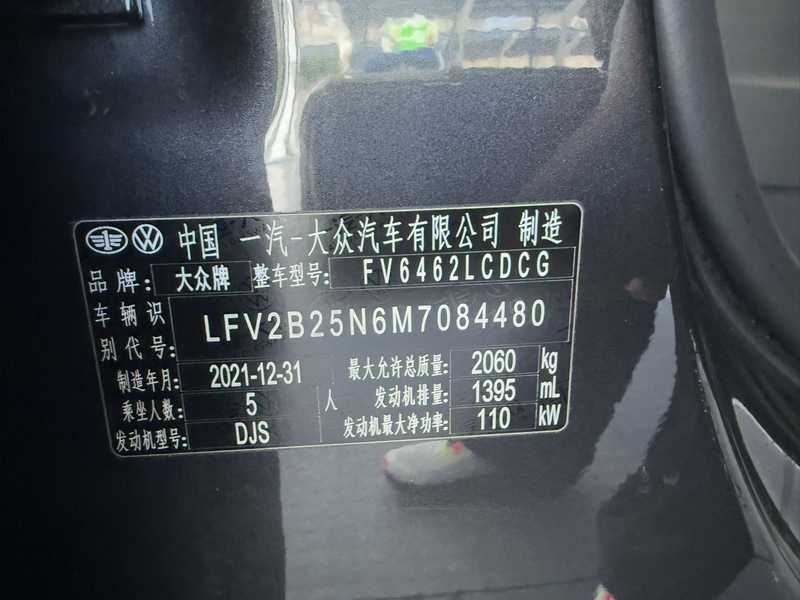 中国 一汽-大众汽车有限公司 制造
品牌: 大众牌 整车型号: FV6462LCDCG
车辆识别代号: LFV2B25N6M7084480
制造年月: 2021-12-31 最大允许总质量: 2060 kg
乘坐人数: 5 人 发动机排量: 1395 mL
发动机型号: DJS 发动机最大净功率: 110 kW